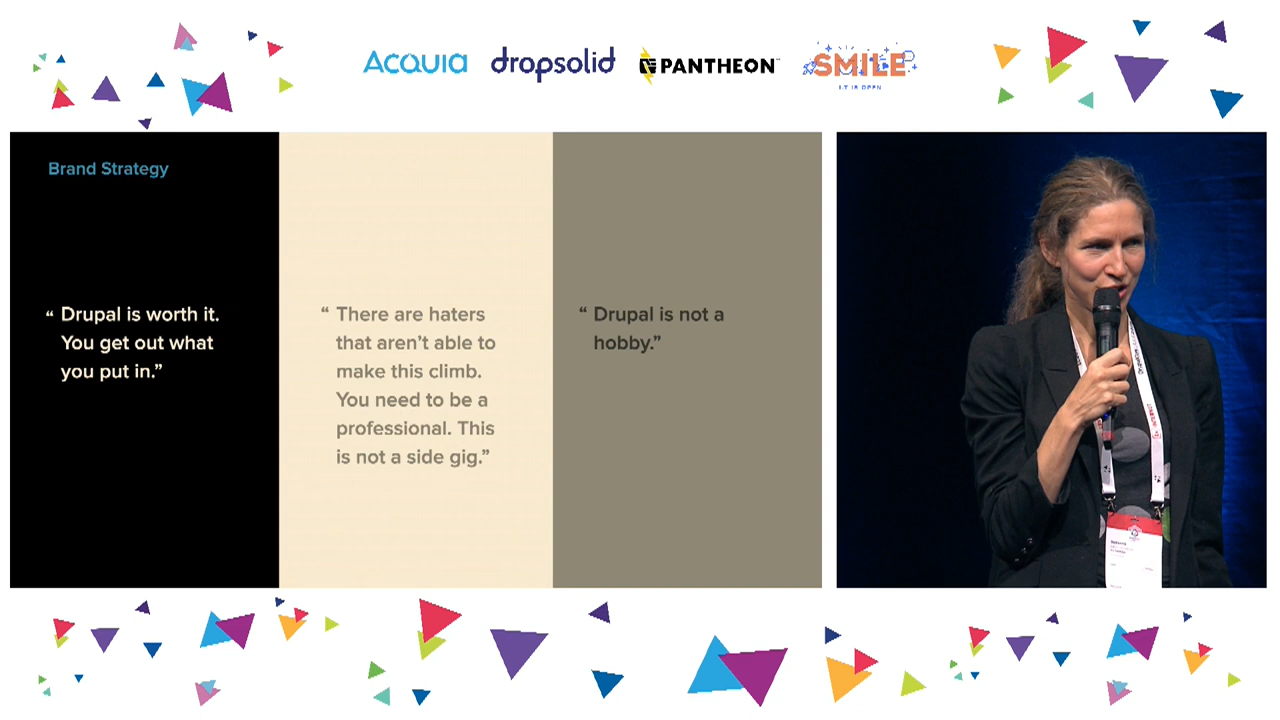 Acquia
dropsolid
PANTHEON
SMILE
I.T IS OPEN
Brand Strategy
“ Drupal is worth it.
You get out what
you put in.”
“ There are haters
that aren’t able to
make this climb.
You need to be a
professional. This
is not a side gig.”
“ Drupal is not a
hobby.”